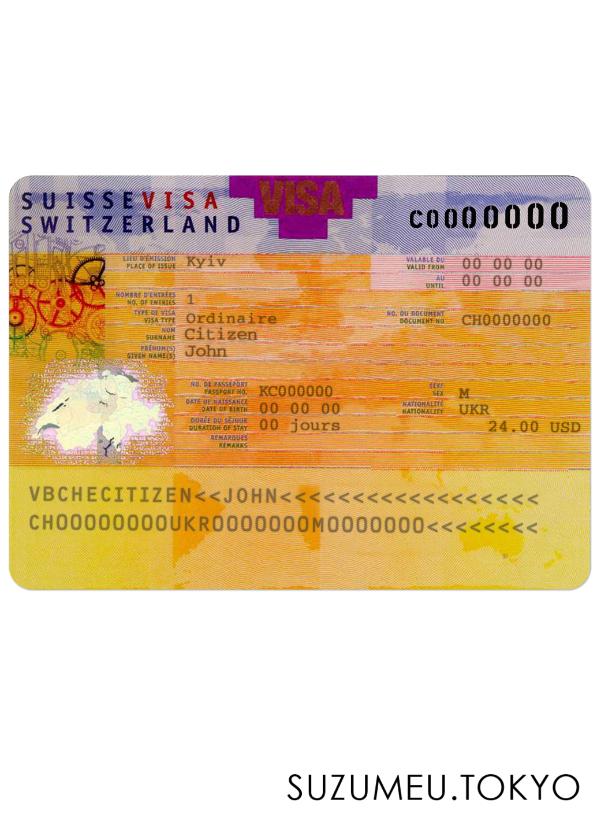 SUISSEVISA
SWITZERLAND
VISA
C0000000
LIEU D'ÉMISSION
PLACE OF ISSUE
Kyiv
VALABLE DU
VALID FROM
00 00 00
AU
UNTIL
00 00 00
NOMBRE D'ENTRÉES
NO. OF ENTRIES
1
TYPE DE VISA
VISA TYPE
Ordinaire
NO. DU DOCUMENT
DOCUMENT NO
CH0000000
NOM
SURNAME
Citizen
PRÉNOM(S)
GIVEN NAME(S)
John
NO. DE PASSEPORT
PASSPORT NO.
KC000000
SEXE
SEX
M
DATE DE NAISSANCE
DATE OF BIRTH
00 00 00
NATIONALITÉ
NATIONALITY
UKR
DURÉE DU SÉJOUR
DURATION OF STAY
00 jours
24.00 USD
REMARQUES
REMARKS
VBCHECITIZEN<<JOHN<<<<<<<<<<<<<<<<<<
CH00000000UKR0000000M0000000<<<<<<<<
SUZUMEU.TOKYO